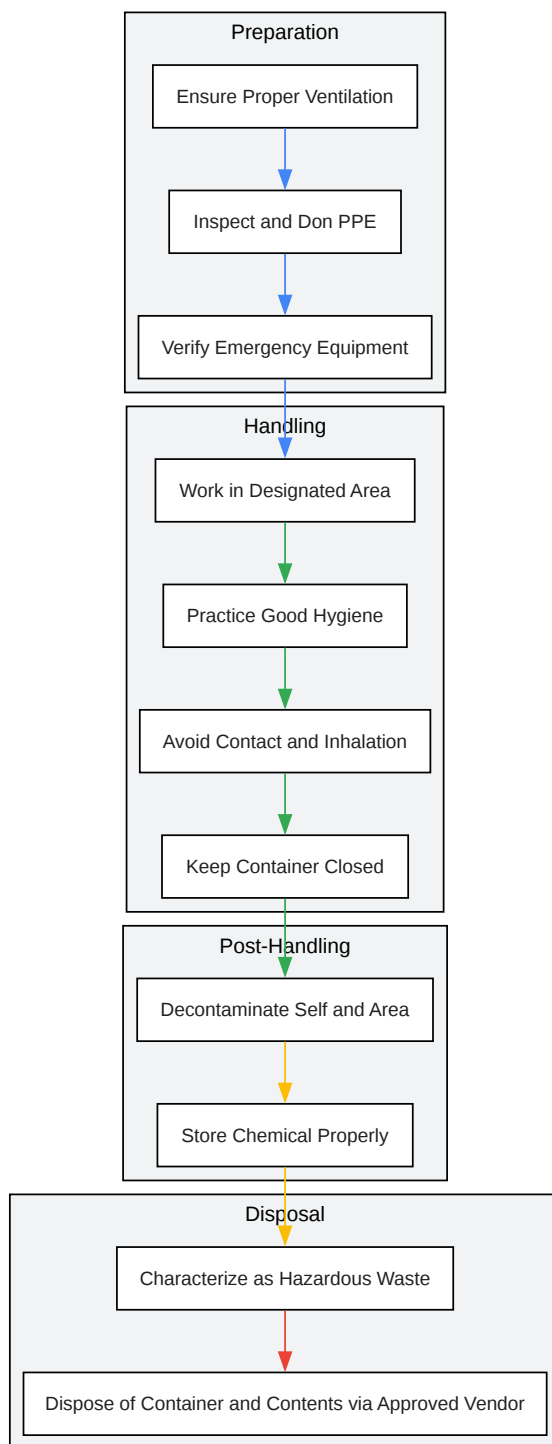 Preparation
Ensure Proper Ventilation
Inspect and Don PPE
Verify Emergency Equipment
Handling
Work in Designated Area
Practice Good Hygiene
Avoid Contact and Inhalation
Keep Container Closed
Post-Handling
Decontaminate Self and Area
Store Chemical Properly
Disposal
Characterize as Hazardous Waste
Dispose of Container and Contents via Approved Vendor